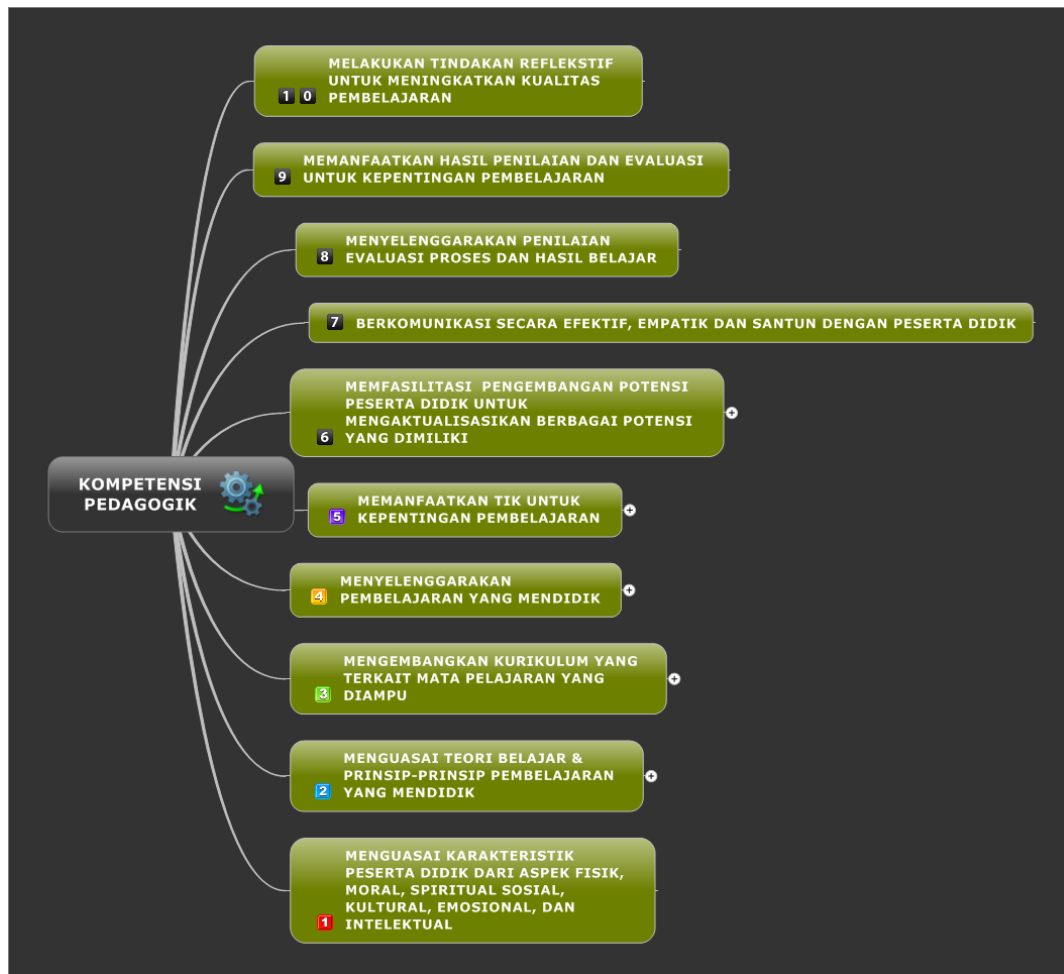 MELAKUKAN TINDAKAN REFLEKSTIF
UNTUK MENINGKATKAN KUALITAS
10 PEMBELAJARAN
MEMANFAATKAN HASIL PENILAIAN DAN EVALUASI
9 UNTUK KEPENTINGAN PEMBELAJARAN
MENYELENGGARAKAN PENILAIAN
8 EVALUASI PROSES DAN HASIL BELAJAR
7 BERKOMUNIKASI SECARA EFEKTIF, EMPATIK DAN SANTUN DENGAN PESERTA DIDIK
MEMFASILITASI PENGEMBANGAN POTENSI
PESERTA DIDIK UNTUK
MENGAKTUALISASIKAN BERBAGAI POTENSI
6 YANG DIMILIKI
KOMPETENSI
PEDAGOGIK
MEMANFAATKAN TIK UNTUK
5 KEPENTINGAN PEMBELAJARAN
MENYELENGGARAKAN
4 PEMBELAJARAN YANG MENDIDIK
MENGEMBANGKAN KURIKULUM YANG
TERKAIT MATA PELAJARAN YANG
3 DIAMPU
MENGUASAI TEORI BELAJAR &
PRINSIP-PRINSIP PEMBELAJARAN
2 YANG MENDIDIK
MENGUASAI KARAKTERISTIK
PESERTA DIDIK DARI ASPEK FISIK,
MORAL, SPIRITUAL SOSIAL,
KULTURAL, EMOSIONAL, DAN
1 INTELEKTUAL